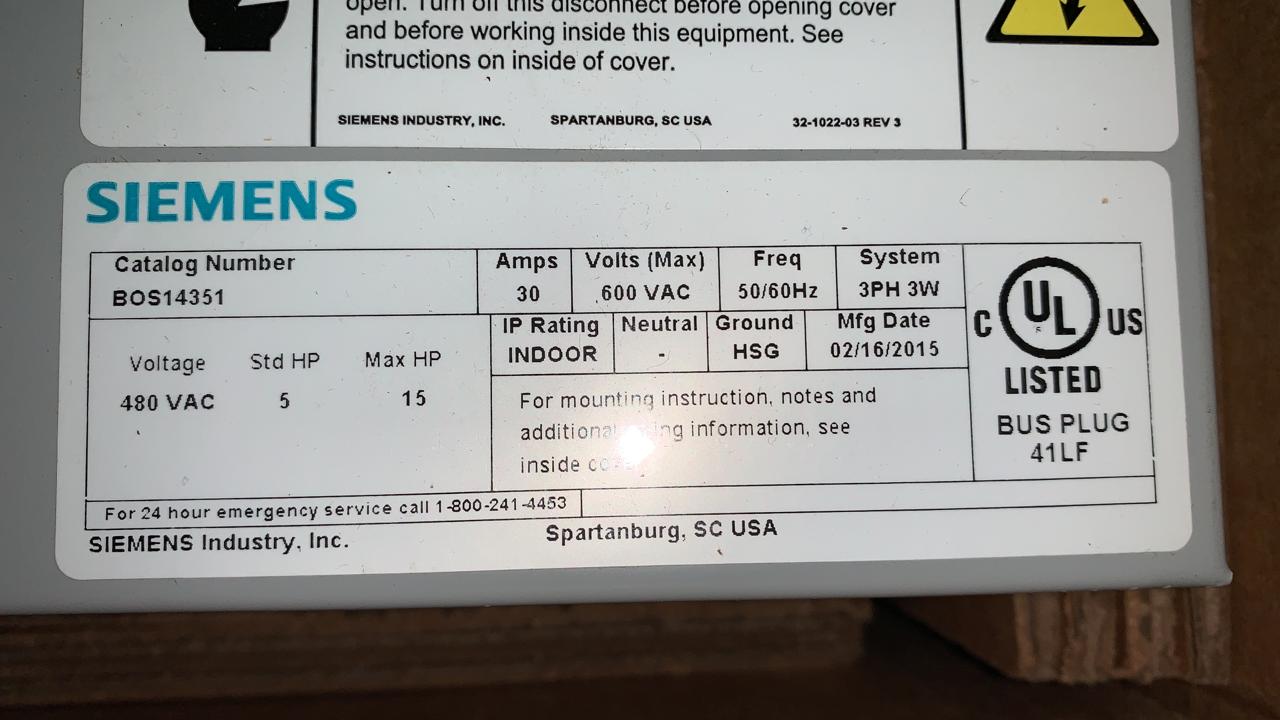 open. Turn off this disconnect before opening cover
and before working inside this equipment. See
instructions on inside of cover.
SIEMENS INDUSTRY, INC. SPARTANBURG, SC USA 32-1022-03 REV 3
SIEMENS
Catalog Number Amps Volts (Max) Freq System
BOS14351 30 600 VAC 50/60Hz 3PH 3W
IP Rating Neutral Ground Mfg Date
INDOOR - HSG 02/16/2015
Voltage Std HP Max HP
480 VAC 5 15
For mounting instruction, notes and
information, see
inside
C UL US
LISTED
BUS PLUG
41LF
For 24 hour emergency service call 1-800-241-4453
SIEMENS Industry, Inc. Spartanburg, SC USA